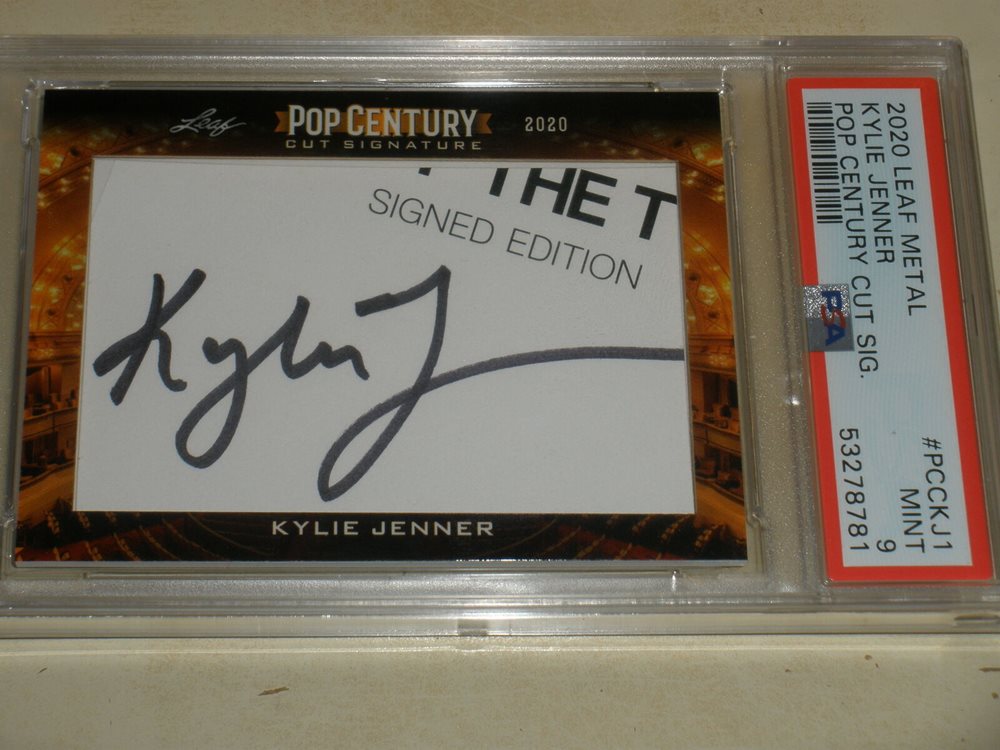 Leaf
POP CENTURY
2020
CUT SIGNATURE
THE T
SIGNED EDITION
Kylie J
KYLIE JENNER
2020 LEAF METAL
#PCCKJ1
KYLIE JENNER
MINT
POP CENTURY CUT SIG.
9
PSA
53278781